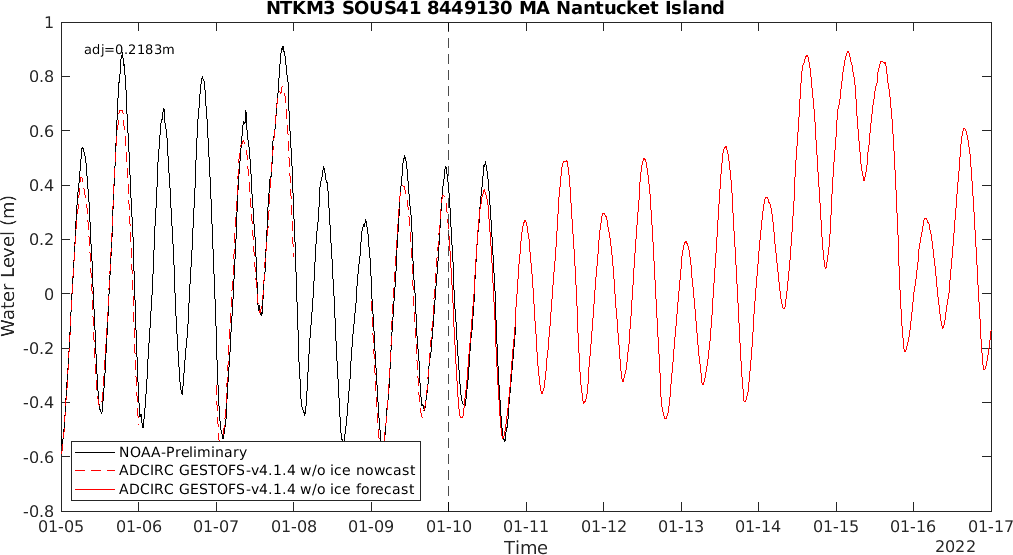 NTKM3 SOUS41 8449130 MA Nantucket Island
adj=0.2183m
1
0.8
0.6
0.4
0.2
0
-0.2
-0.4
-0.6
-0.8
Water Level (m)
NOAA-Preliminary
ADCIRC GESTOFS-v4.1.4 w/o ice nowcast
ADCIRC GESTOFS-v4.1.4 w/o ice forecast
01-05 01-06 01-07 01-08 01-09 01-10 01-11 01-12 01-13 01-14 01-15 01-16 01-17
Time
2022